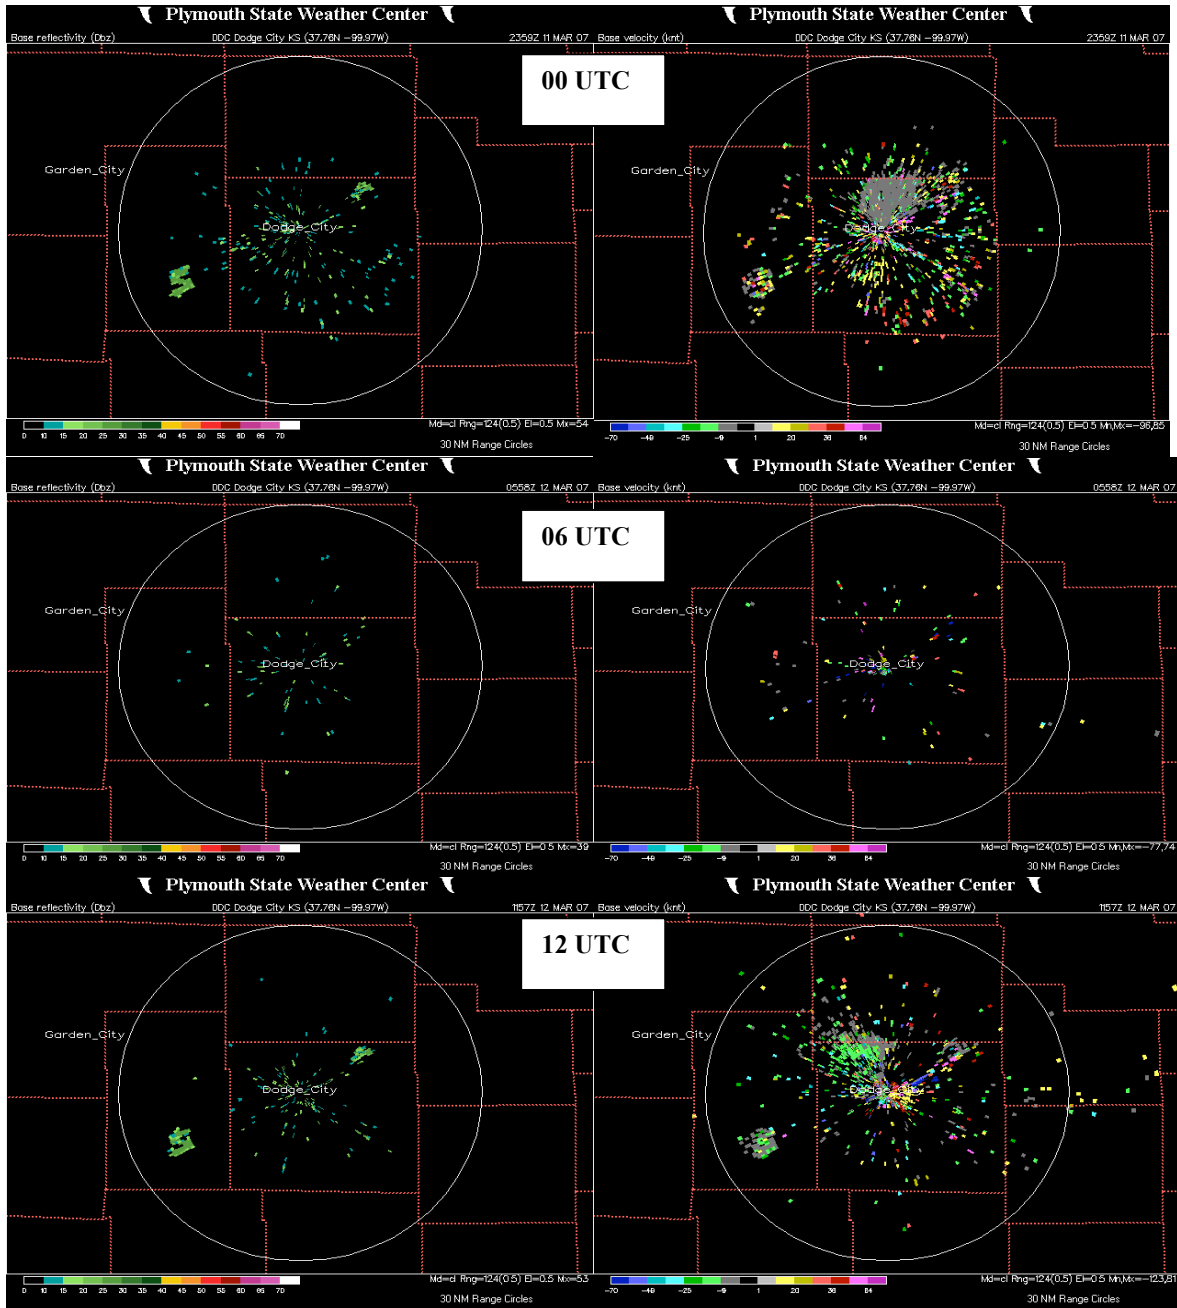 Plymouth State Weather Center
Plymouth State Weather Center
Base reflectivity (Dbz)
DDC Dodge City KS (37.76N -99.97W)
2359Z 11 MAR 07
Base velocity (knt)
DDC Dodge City KS (37.76N -99.97W)
2359Z 11 MAR 07
00 UTC
Garden_City
Dodge_City
Garden_City
Dodge_City
0 10 15 20 25 30 35 40 45 50 55 60 65 70
Md=cl Rng=124(0.5) El=0.5 Mx=54
30 NM Range Circles
-70 -49 -25 -9 1 20 36 64
Md=cl Rng=124(0.5) El=0.5 Mn,Mx=-96,85
30 NM Range Circles
Plymouth State Weather Center
Plymouth State Weather Center
Base reflectivity (Dbz)
DDC Dodge City KS (37.76N -99.97W)
0558Z 12 MAR 07
Base velocity (knt)
DDC Dodge City KS (37.76N -99.97W)
0558Z 12 MAR 07
06 UTC
Garden_City
Dodge_City
Garden_City
Dodge_City
0 10 15 20 25 30 35 40 45 50 55 60 65 70
Md=cl Rng=124(0.5) El=0.5 Mx=39
30 NM Range Circles
-70 -49 -25 -9 1 20 36 64
Md=cl Rng=124(0.5) El=0.5 Mn,Mx=-77,74
30 NM Range Circles
Plymouth State Weather Center
Plymouth State Weather Center
Base reflectivity (Dbz)
DDC Dodge City KS (37.76N -99.97W)
1157Z 12 MAR 07
Base velocity (knt)
DDC Dodge City KS (37.76N -99.97W)
1157Z 12 MAR 07
12 UTC
Garden_City
Dodge_City
Garden_City
Dodge_City
0 10 15 20 25 30 35 40 45 50 55 60 65 70
Md=cl Rng=124(0.5) El=0.5 Mx=53
30 NM Range Circles
-70 -49 -25 -9 1 20 36 64
Md=cl Rng=124(0.5) El=0.5 Mn,Mx=-123,81
30 NM Range Circles